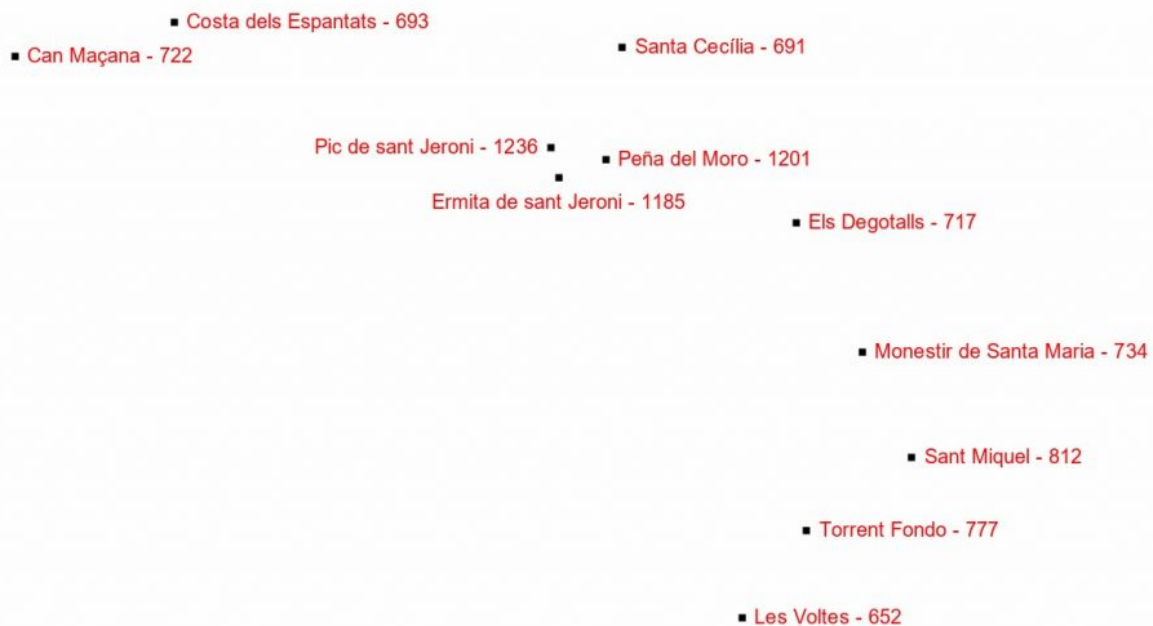 Costa dels Espantats - 693
Santa Cecília - 691
Can Maçana - 722
Pic de sant Jeroni - 1236
Peña del Moro - 1201
Ermita de sant Jeroni - 1185
Els Degotalls - 717
Monestir de Santa Maria - 734
Sant Miquel - 812
Torrent Fondo - 777
Les Voltes - 652